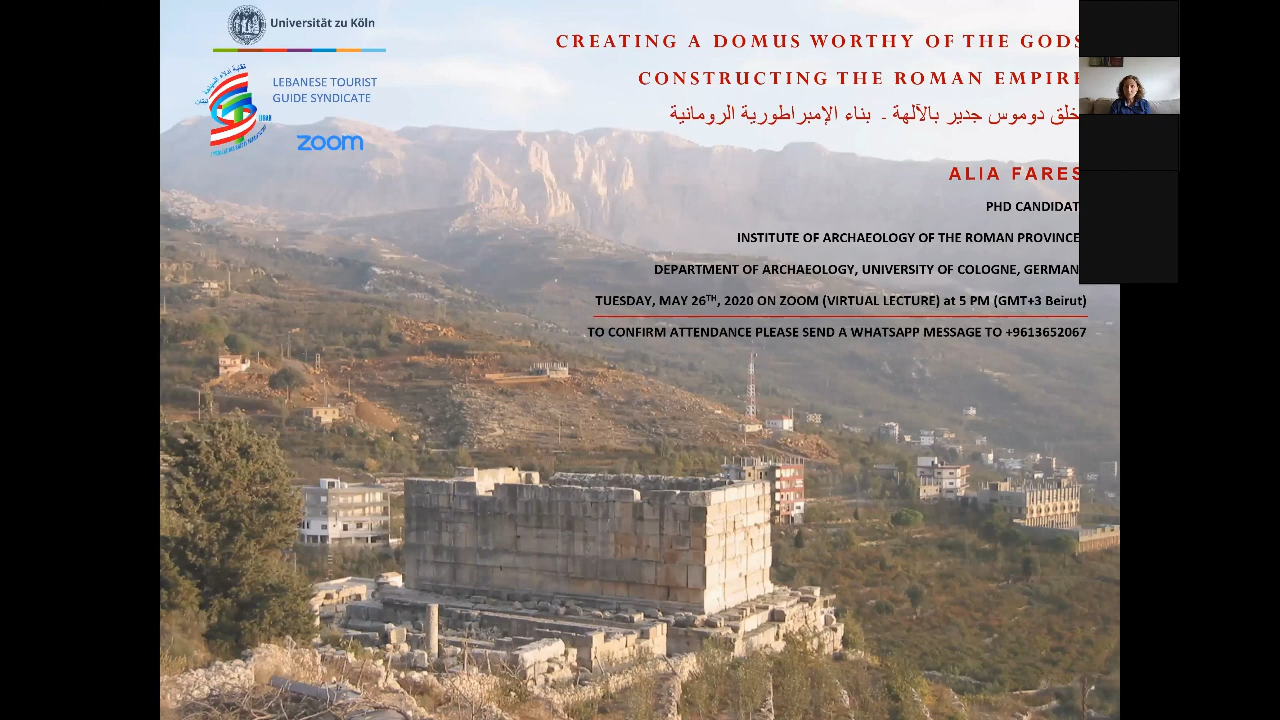 Universität zu Köln
LEBANESE TOURIST
GUIDE SYNDICATE
zoom
CREATING A DOMUS WORTHY OF THE GODS
CONSTRUCTING THE ROMAN EMPIRE
خلق دوموس جدير بالآلهة - بناء الإمبراطورية الرومانية
ALIA FARES
PHD CANDIDAT
INSTITUTE OF ARCHAEOLOGY OF THE ROMAN PROVINCE
DEPARTMENT OF ARCHAEOLOGY, UNIVERSITY OF COLOGNE, GERMAN
TUESDAY, MAY 26TH, 2020 ON ZOOM (VIRTUAL LECTURE) at 5 PM (GMT+3 Beirut)
TO CONFIRM ATTENDANCE PLEASE SEND A WHATSAPP MESSAGE TO +9613652067